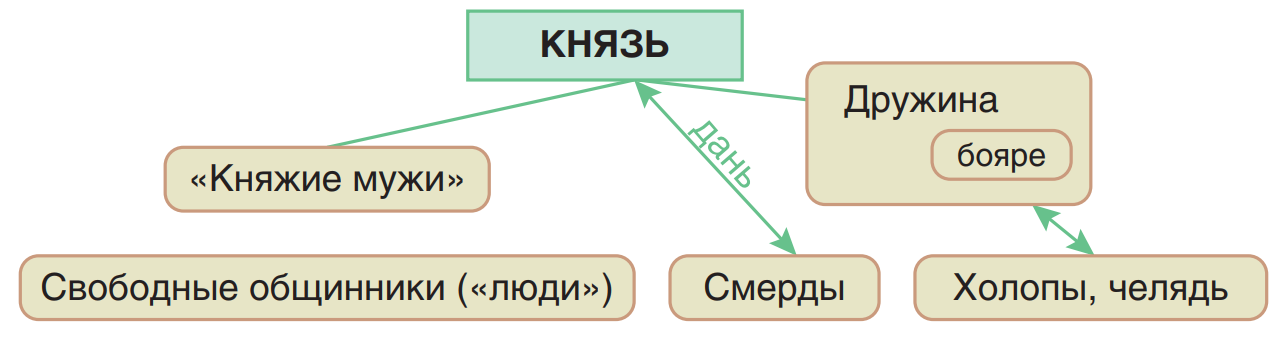 КНЯЗЬ
Дружина
бояре
дань
«Княжие мужи»
Свободные общинники («люди»)
Смерды
Холопы, челядь